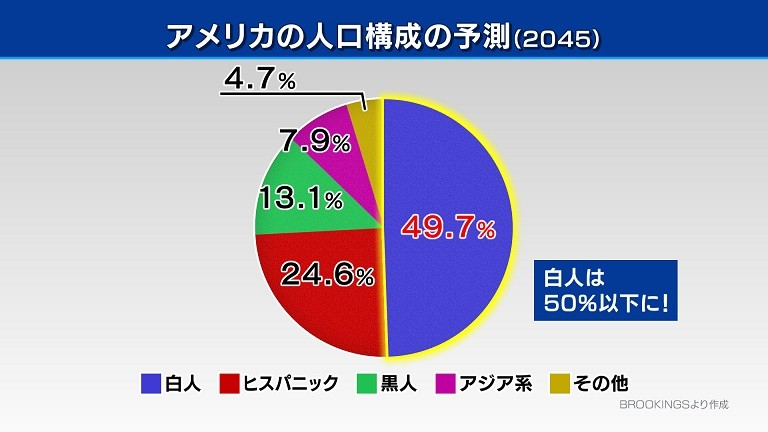 アメリカの人口構成の予測(2045)
4.7%
7.9%
13.1%
49.7%
24.6%
白人は
50%以下に!
白人 ヒスパニック 黒人 アジア系 その他
BROOKINGSより作成